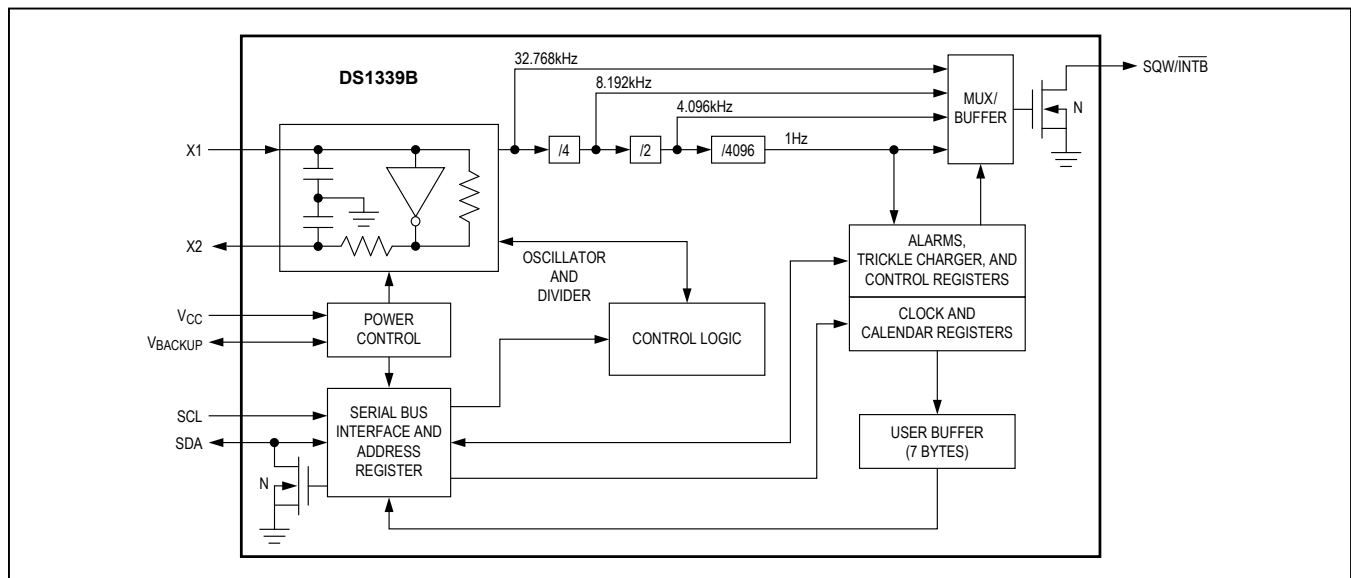 DS1339B
32.768kHz
8.192kHz
4.096kHz
1Hz
/4
/2
/4096
MUX/
BUFFER
N
SQW/INTB
X1
X2
OSCILLATOR
AND
DIVIDER
ALARMS,
TRICKLE CHARGER, AND
CONTROL REGISTERS
CLOCK AND
CALENDAR REGISTERS
VCC
VBACKUP
POWER
CONTROL
CONTROL LOGIC
SCL
SDA
SERIAL BUS
INTERFACE AND
ADDRESS
REGISTER
N
USER BUFFER
(7 BYTES)